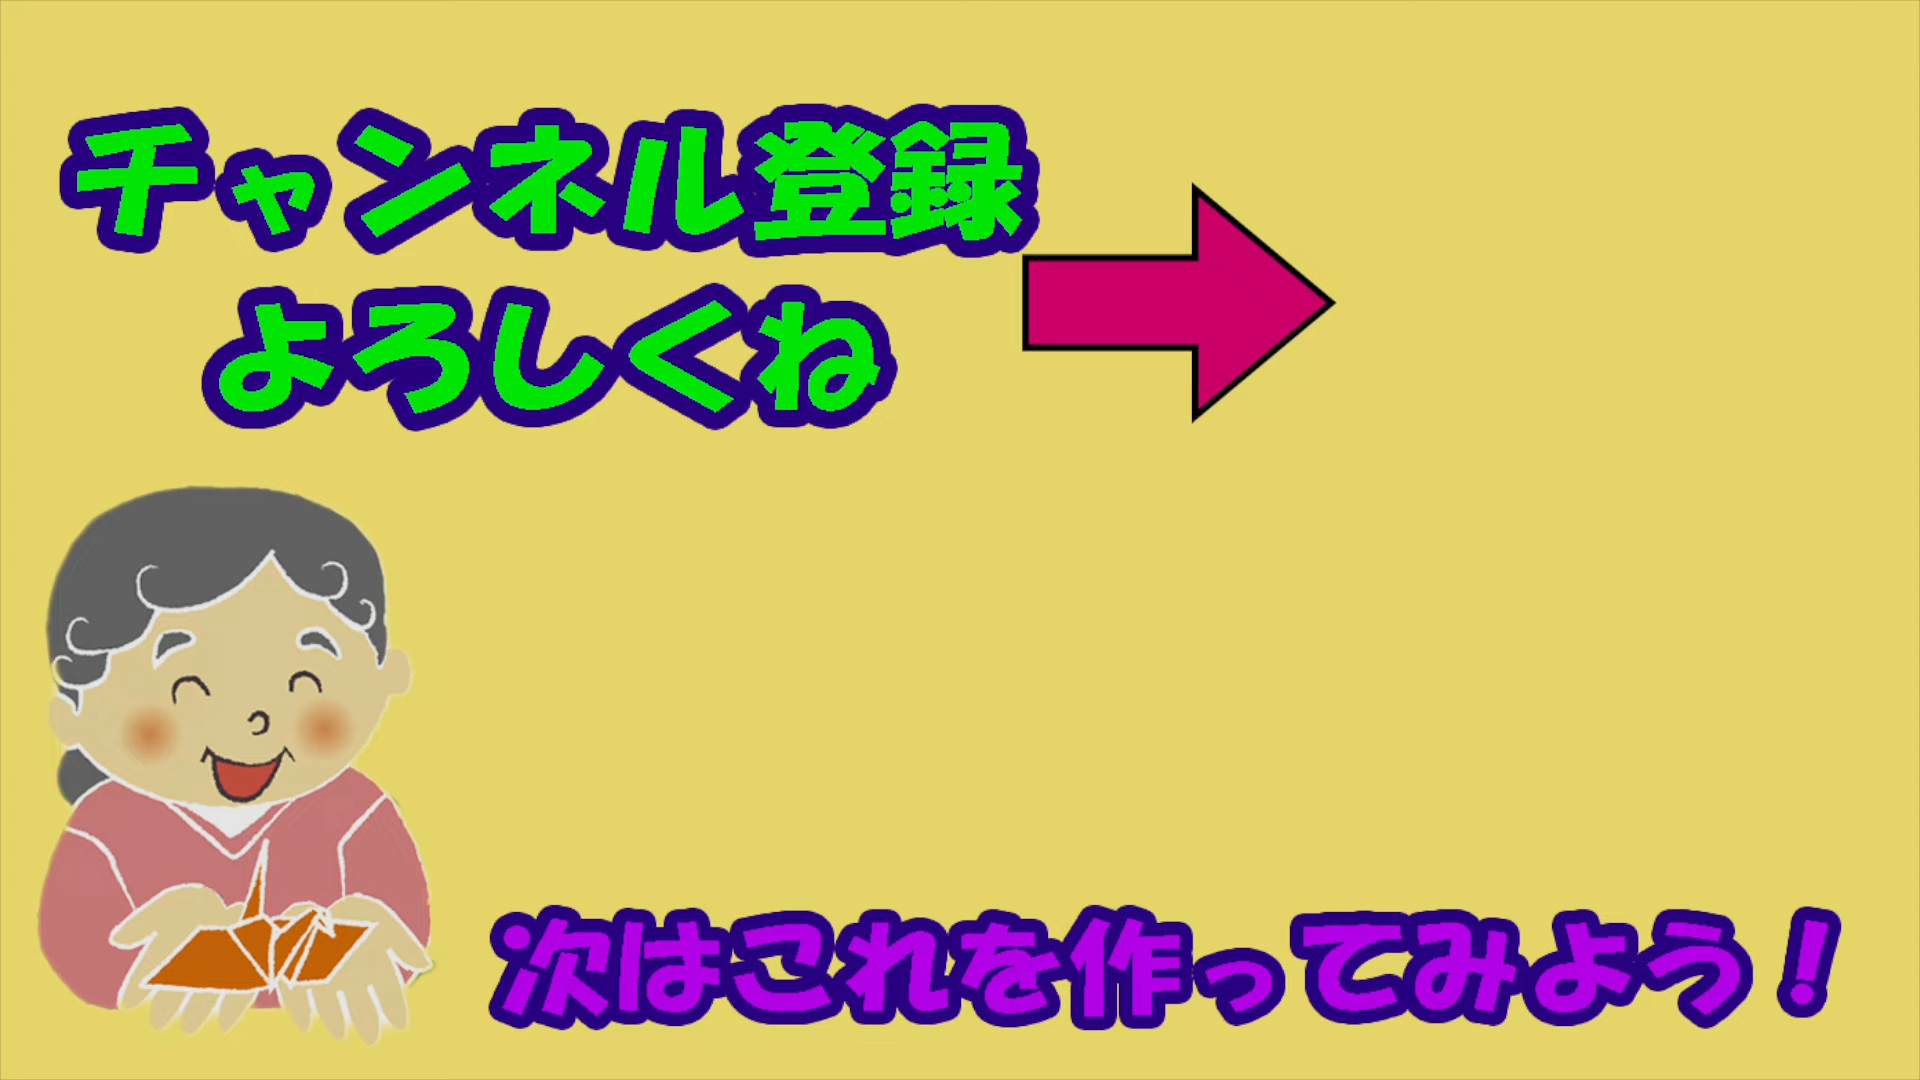 チャンネル登録
よろしくね
次はこれを作ってみよう！